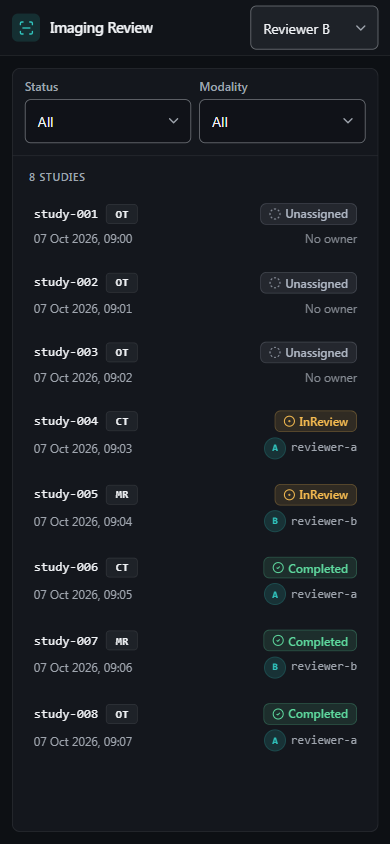 Imaging Review
Reviewer B
Status
Modality
All
All
8 STUDIES
study-001 OT Unassigned
07 Oct 2026, 09:00 No owner
study-002 OT Unassigned
07 Oct 2026, 09:01 No owner
study-003 OT Unassigned
07 Oct 2026, 09:02 No owner
study-004 CT InReview
07 Oct 2026, 09:03 A reviewer-a
study-005 MR InReview
07 Oct 2026, 09:04 B reviewer-b
study-006 CT Completed
07 Oct 2026, 09:05 A reviewer-a
study-007 MR Completed
07 Oct 2026, 09:06 B reviewer-b
study-008 OT Completed
07 Oct 2026, 09:07 A reviewer-a